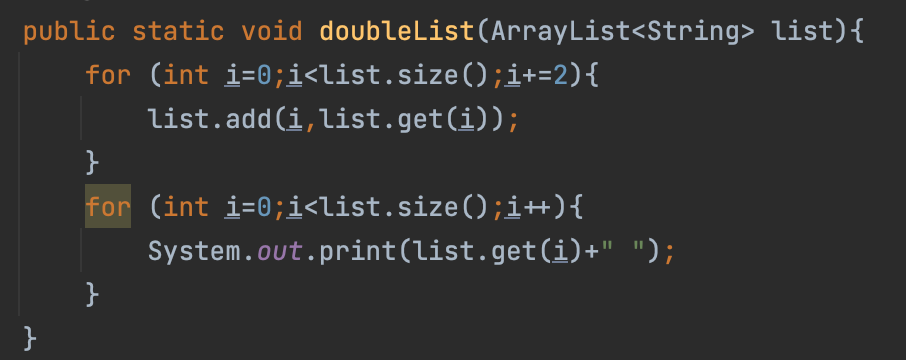 public static void doubleList(ArrayList<String> list){
    for (int i=0;i<list.size();i+=2){
        list.add(i,list.get(i));
    }
    for (int i=0;i<list.size();i++){
        System.out.print(list.get(i)+" ");
    }
}